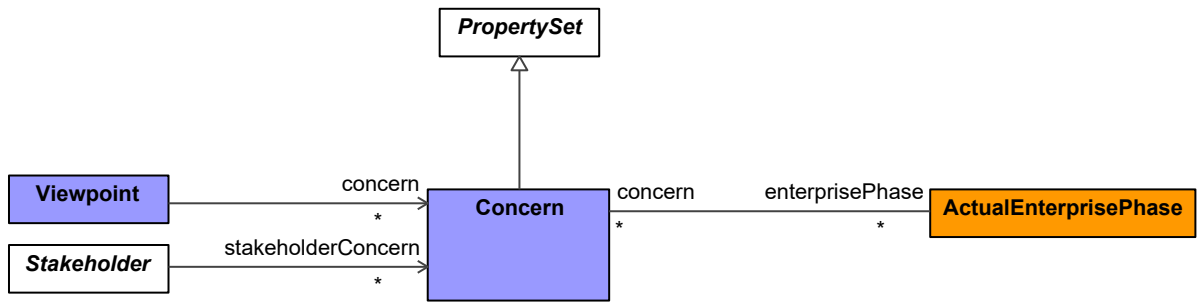 PropertySet
Viewpoint
concern
*
Concern
concern
*
enterprisePhase
*
ActualEnterprisePhase
Stakeholder
stakeholderConcern
*